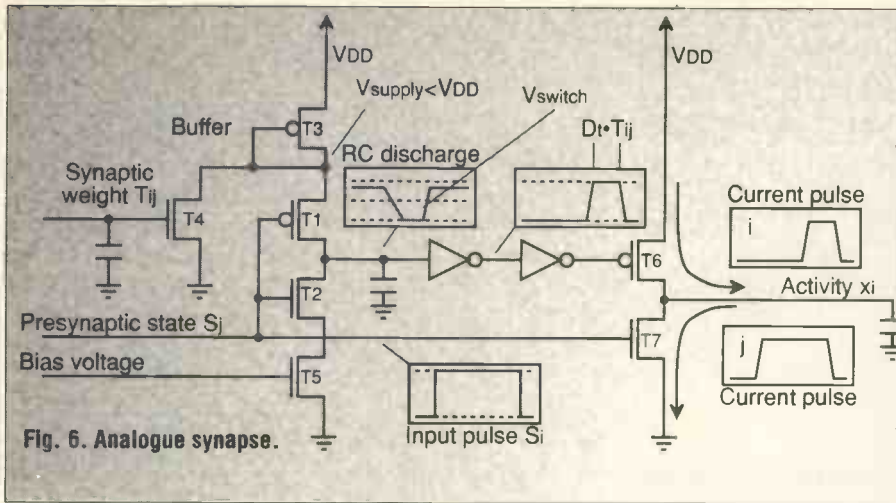 VDD
VDD
Vsupply<VDD
Vswitch
Dt•Tij
Buffer
T3
RC discharge
Synaptic
weight Tij
T4
T1
Current pulse
i
T6
Activity xi
T2
Presynaptic state Sj
T7
j
Bias voltage
T5
Current pulse
Input pulse Si
Fig. 6. Analogue synapse.